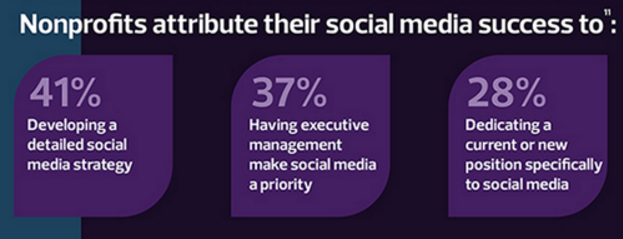 Nonprofits attribute their social media success to¹¹:
41%
Developing a
detailed social
media strategy
37%
Having executive
management
make social media
a priority
28%
Dedicating a
current or new
position specifically
to social media